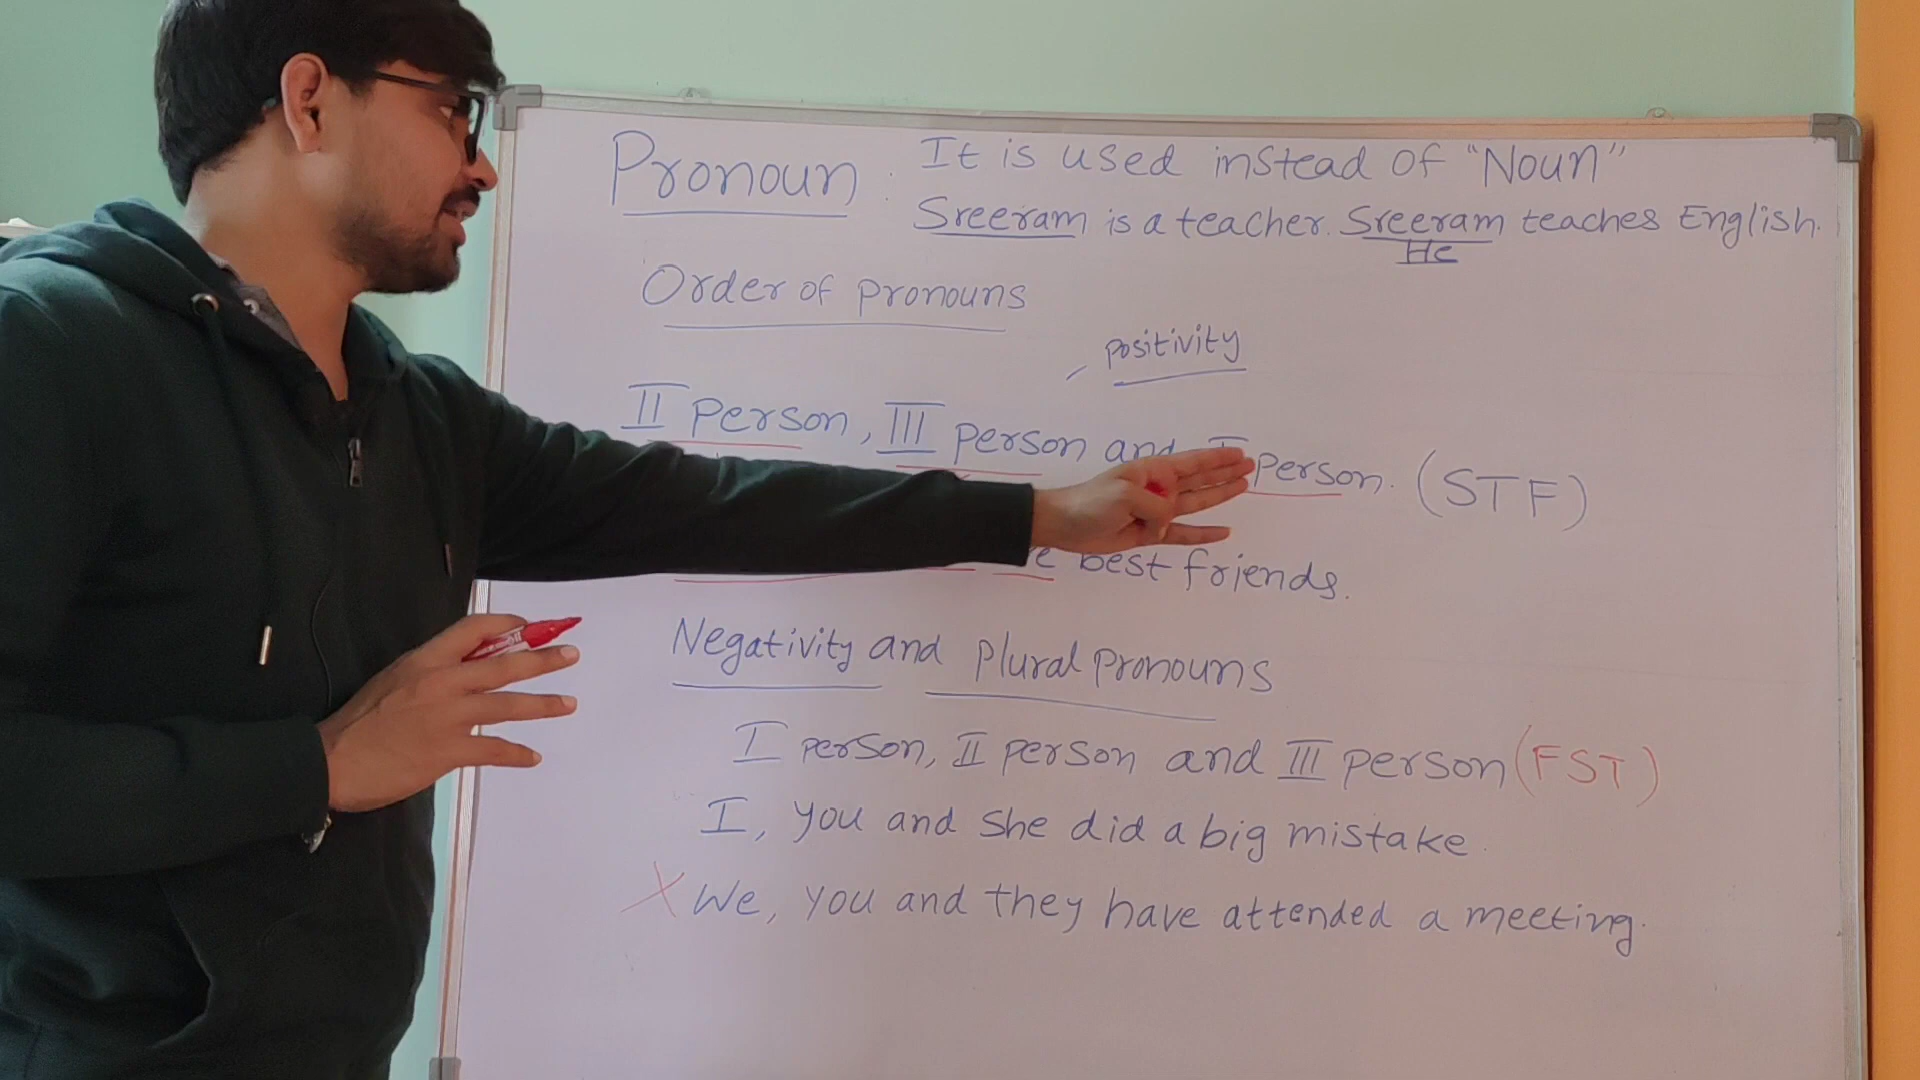 Pronoun : It is used instead of "Noun"
Sreeram is a teacher. Sreeram teaches English.
He
Order of pronouns
positivity
II person, III person and I person. (STF)
best friends.
Negativity and plural pronouns
I person, II person and III person (FST)
I, you and she did a big mistake.
X We, you and they have attended a meeting.